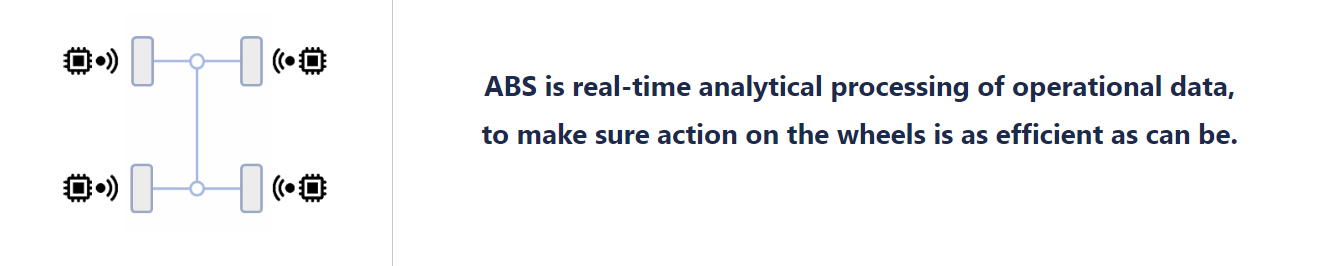 ABS is real-time analytical processing of operational data,
to make sure action on the wheels is as efficient as can be.